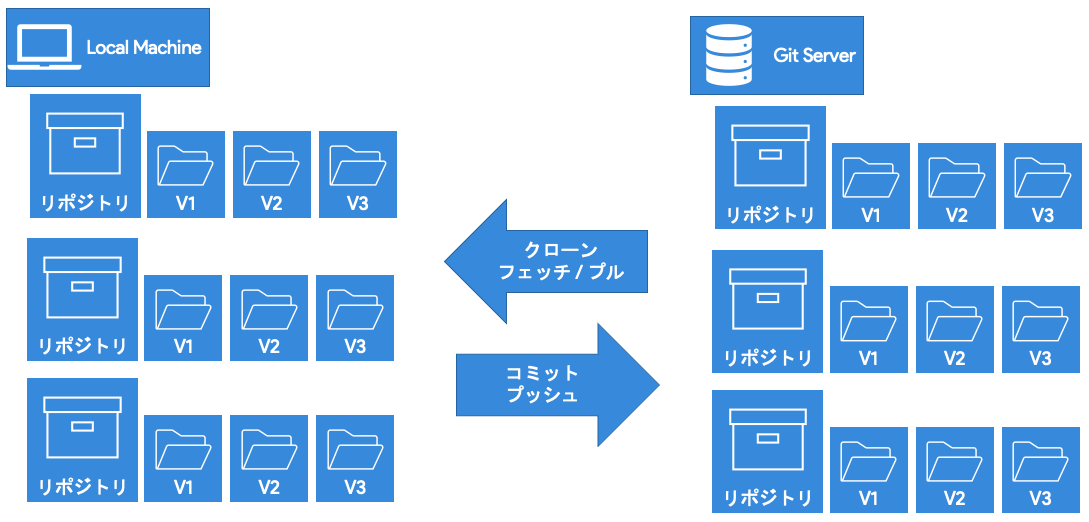 Local Machine
リポジトリ
V1
V2
V3
リポジトリ
V1
V2
V3
リポジトリ
V1
V2
V3
クローン
フェッチ / プル
コミット
プッシュ
Git Server
リポジトリ
V1
V2
V3
リポジトリ
V1
V2
V3
リポジトリ
V1
V2
V3